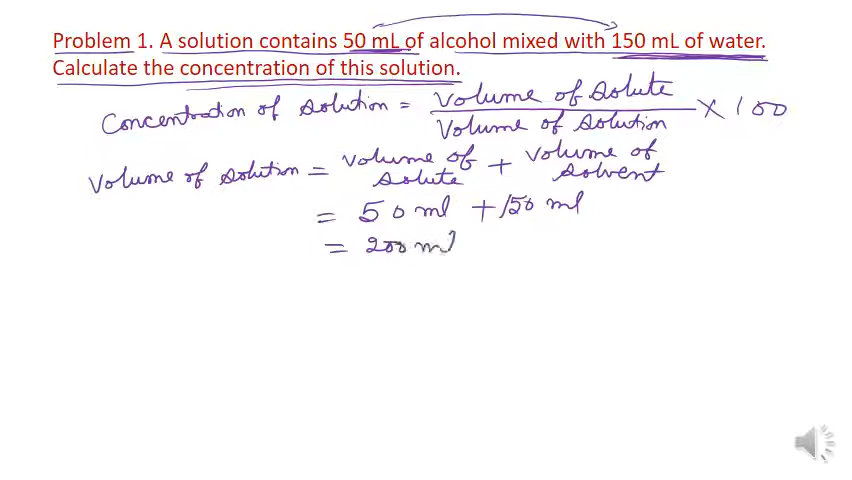 Problem 1. A solution contains 50 mL of alcohol mixed with 150 mL of water.
Calculate the concentration of this solution.
Concentration of solution = Volume of solute / Volume of solution × 100
Volume of solution = Volume of solute + Volume of solvent
= 50 ml + 150 ml
= 200 ml